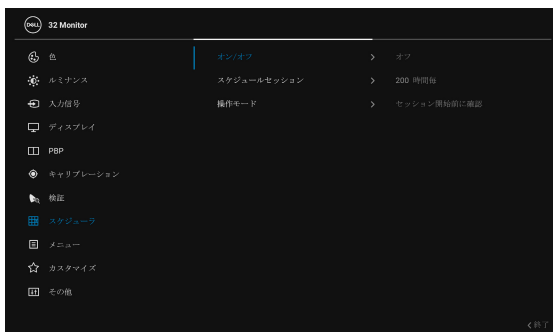 DELL 32 Monitor
色
ルミナンス
入力信号
ディスプレイ
PBP
キャリブレーション
検証
スケジューラ
メニュー
カスタマイズ
その他
オン/オフ > オフ
スケジュールセッション > 200 時間毎
操作モード > セッション開始前に確認
<終了